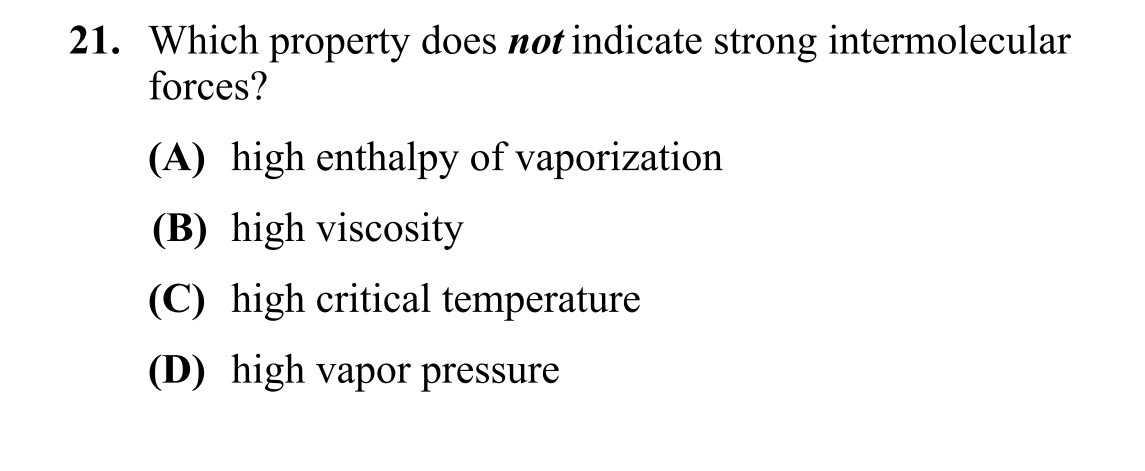 21. Which property does not indicate strong intermolecular
forces?
(A) high enthalpy of vaporization
(B) high viscosity
(C) high critical temperature
(D) high vapor pressure